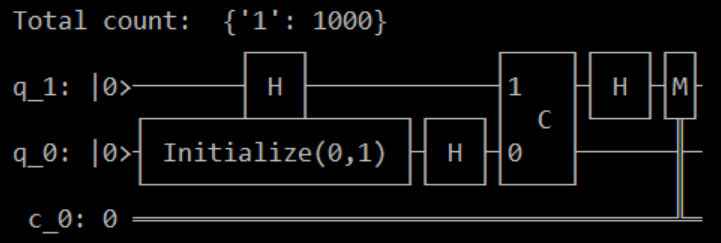 Total count:  {'1': 1000}
q_1: |0> H 1 H M
C
q_0: |0> Initialize(0,1) H 0
c_0: 0